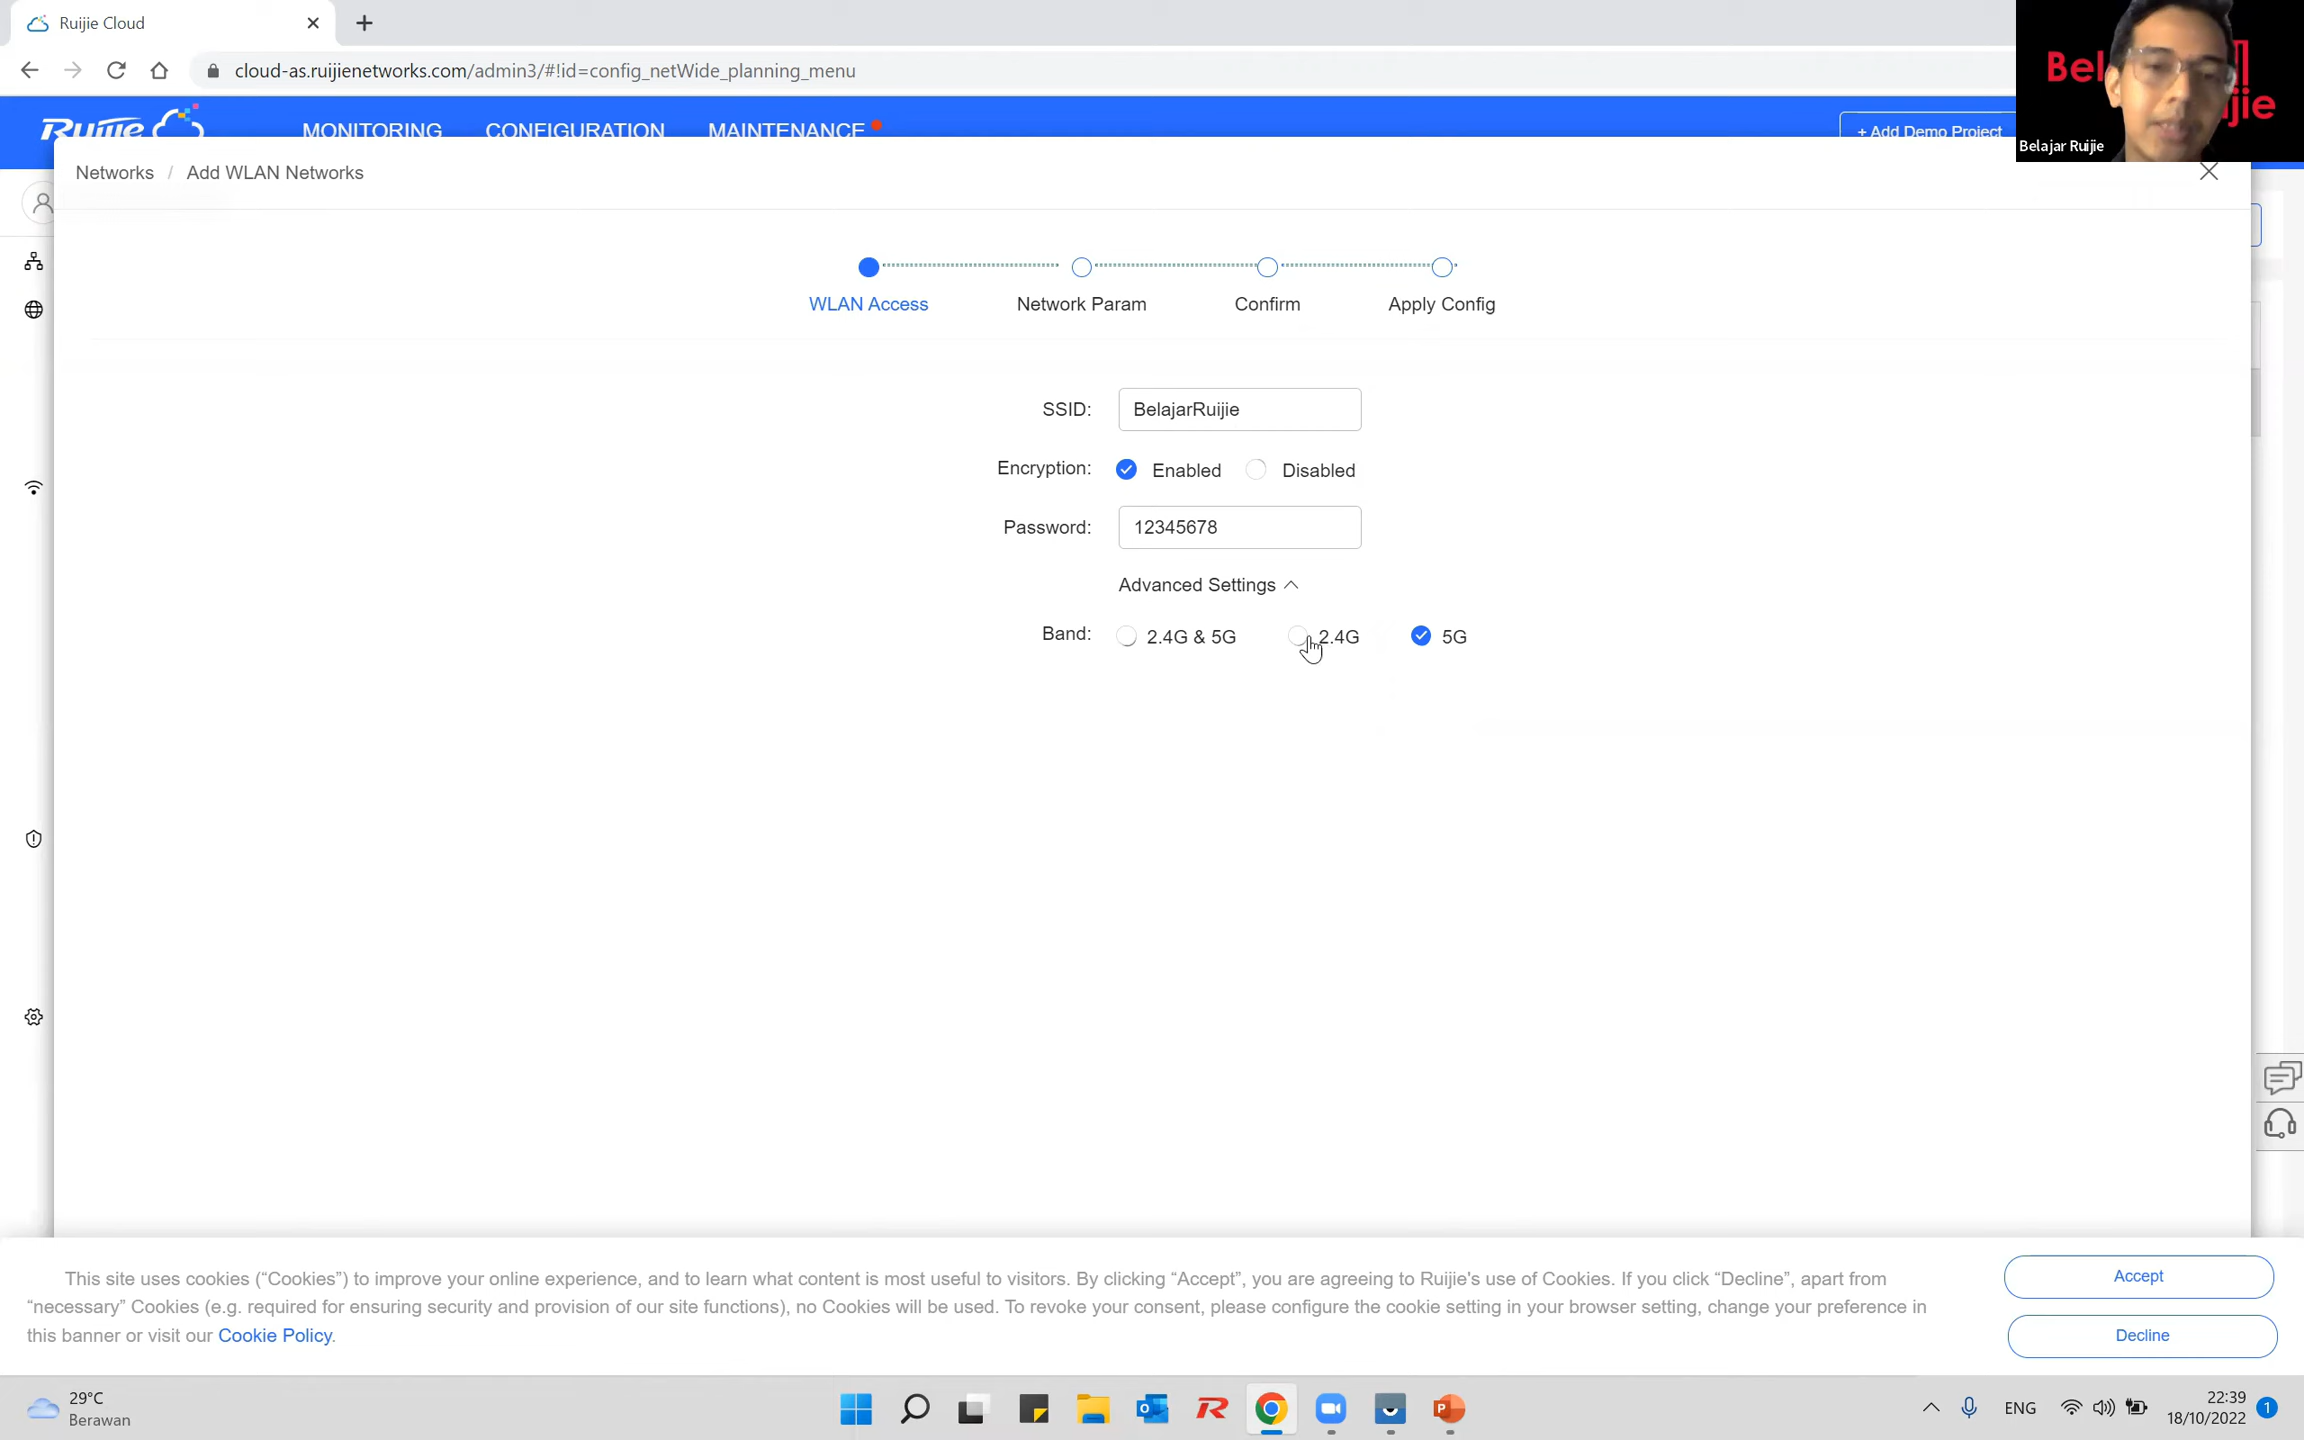 Ruijie Cloud
cloud-as.ruijienetworks.com/admin3/#!id=config_netWide_planning_menu
Ruijie MONITORING CONFIGURATION MAINTENANCE + Add Demo Project
Belajar Ruijie
Networks / Add WLAN Networks
WLAN Access Network Param Confirm Apply Config
SSID: BelajarRuijie
Encryption: Enabled Disabled
Password: 12345678
Advanced Settings
Band: 2.4G & 5G 2.4G 5G
This site uses cookies (“Cookies”) to improve your online experience, and to learn what content is most useful to visitors. By clicking “Accept”, you are agreeing to Ruijie's use of Cookies. If you click “Decline”, apart from
“necessary” Cookies (e.g. required for ensuring security and provision of our site functions), no Cookies will be used. To revoke your consent, please configure the cookie setting in your browser setting, change your preference in
this banner or visit our Cookie Policy.
Accept
Decline
29°C
Berawan
ENG
22:39
18/10/2022
1